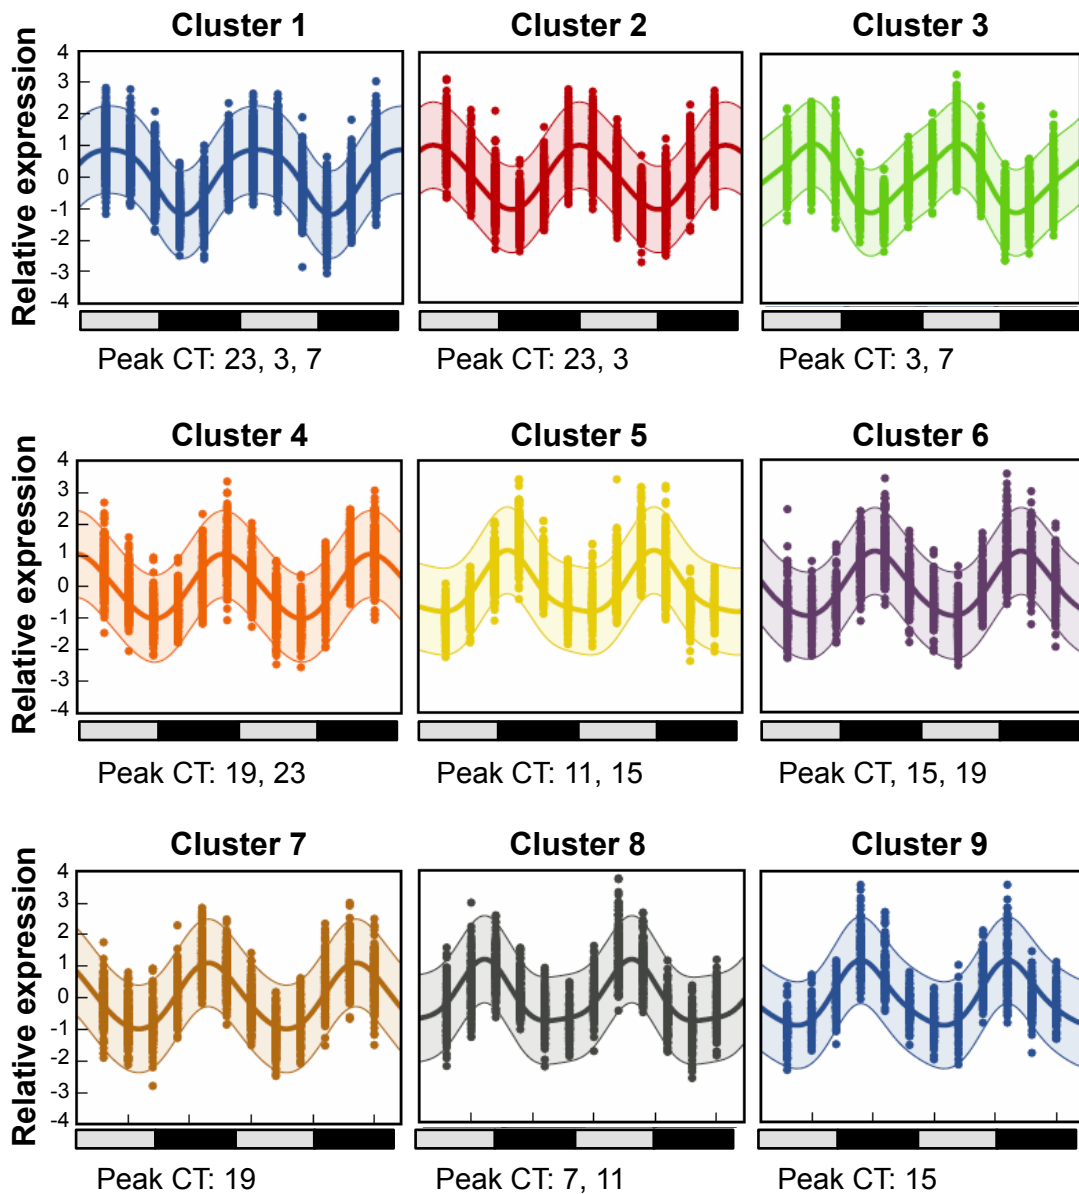 Cluster 1
Cluster 2
Cluster 3
Relative expression
4
3
2
1
0
-1
-2
-3
-4
Peak CT: 23, 3, 7
Peak CT: 23, 3
Peak CT: 3, 7
Cluster 4
Cluster 5
Cluster 6
Relative expression
4
3
2
1
0
-1
-2
-3
-4
Peak CT: 19, 23
Peak CT: 11, 15
Peak CT, 15, 19
Cluster 7
Cluster 8
Cluster 9
Relative expression
4
3
2
1
0
-1
-2
-3
-4
Peak CT: 19
Peak CT: 7, 11
Peak CT: 15